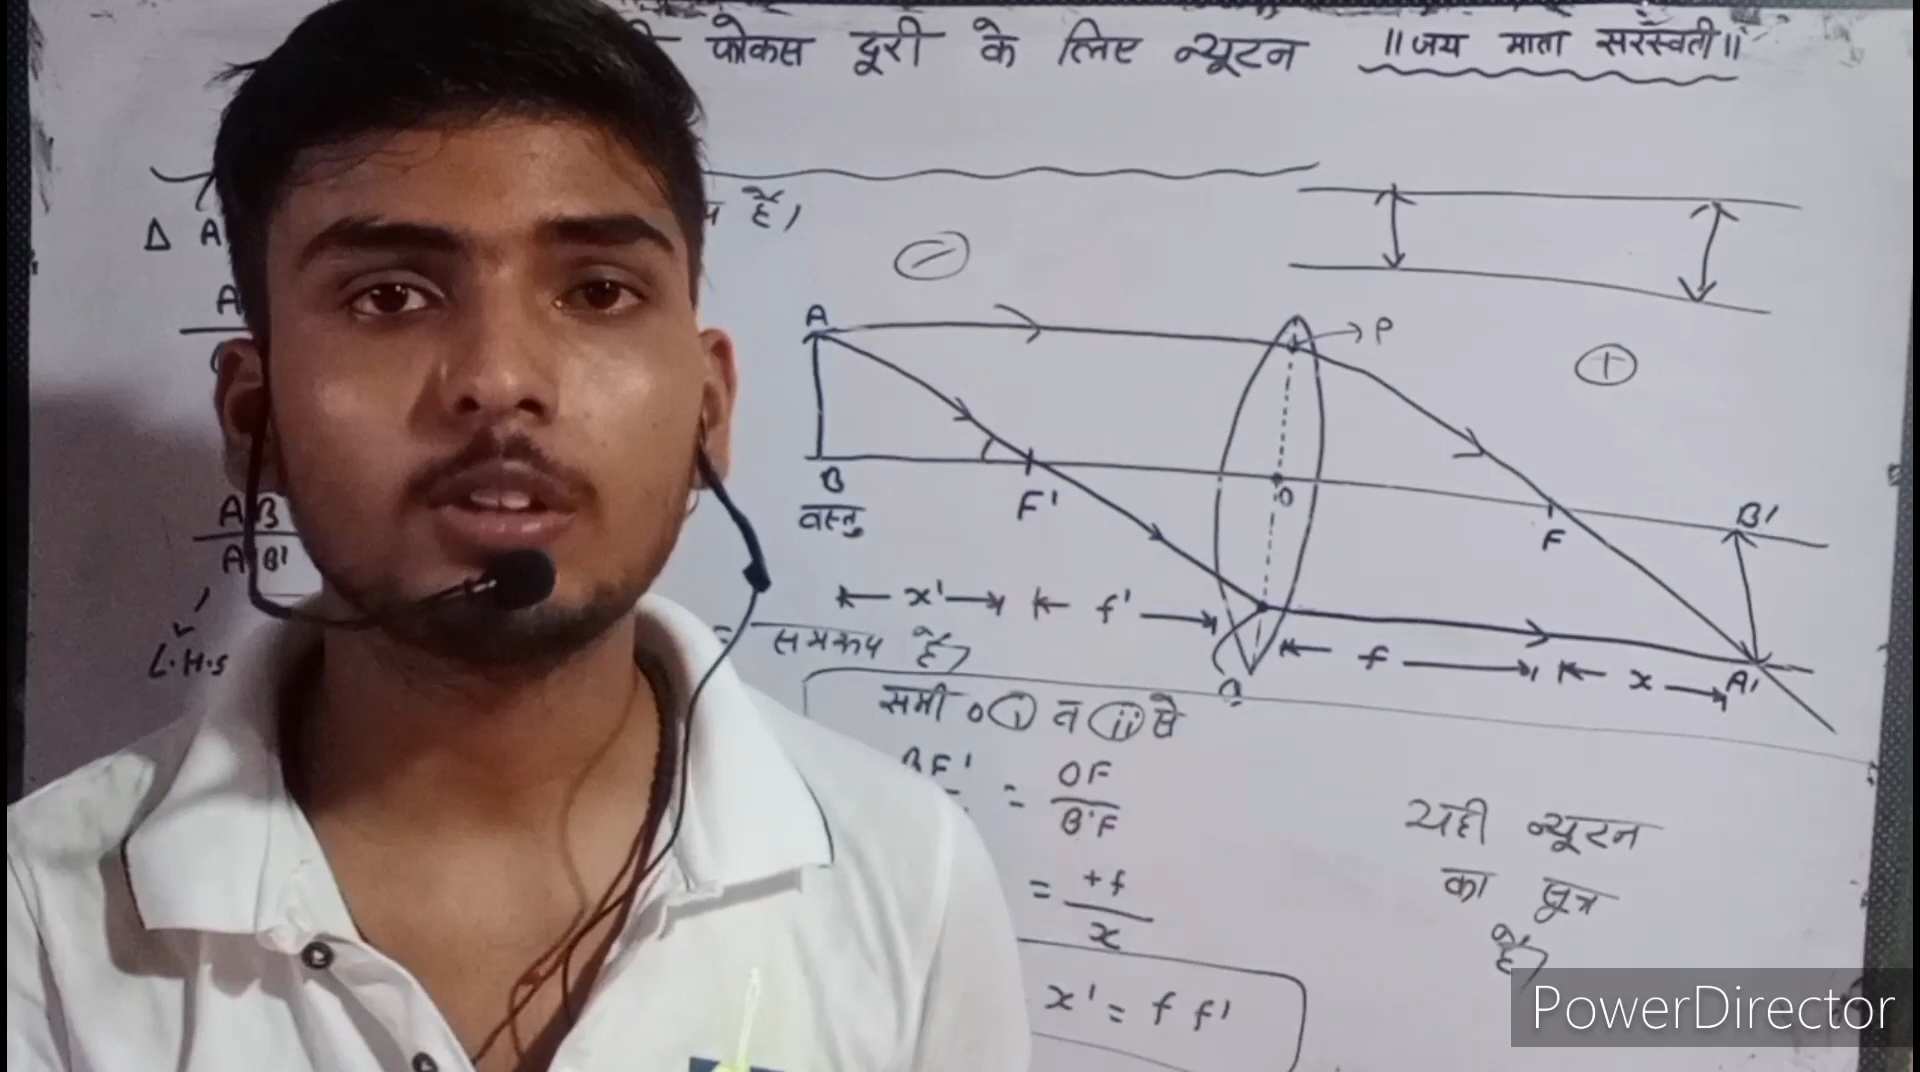 फोकस दूरी के लिए न्यूटन
॥ जय माता सरस्वती ॥
है।
Δ A
A
AB
A'B'
L.H.S
A
P
B
वस्तु
F'
O
F
B'
x'
f'
f
x
A'
Q
= समरूप है।
समी० (i) व (ii) से
BF'
= OF
B'F
= +f
x
x' = f f'
यही न्यूटन
का सूत्र
है।
PowerDirector